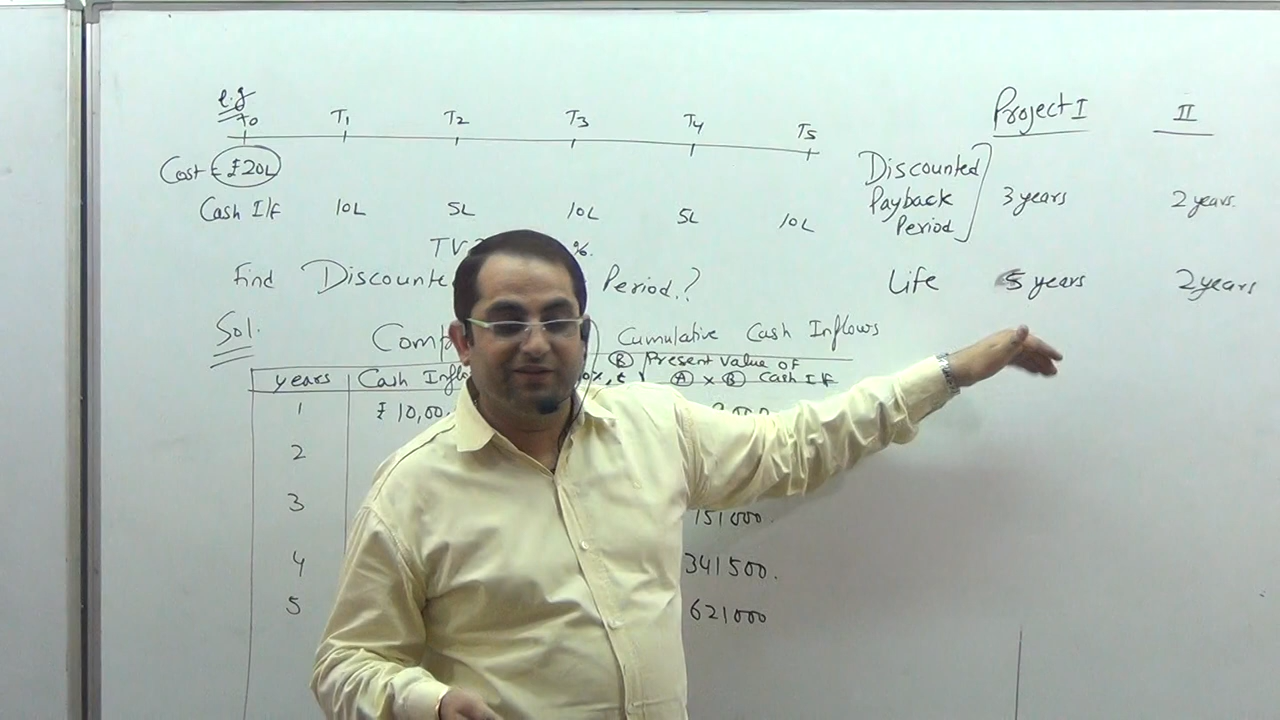 e.g
T0 T1 T2 T3 T4 T5
Cost ₹20L
Cash I/F 10L 5L 10L 5L 10L
%.
Find Discounte Period.?
Sol.
Comp
Cumulative Cash Inflows
years Cash Inflo
Ⓑ Present value of
Ⓐ x Ⓑ Cash I/F
1 ₹ 10,00
2
3 151000.
4 341500.
5 621000
Project I II
Discounted
Payback 3 years 2 years.
Period
Life 5 years 2 years